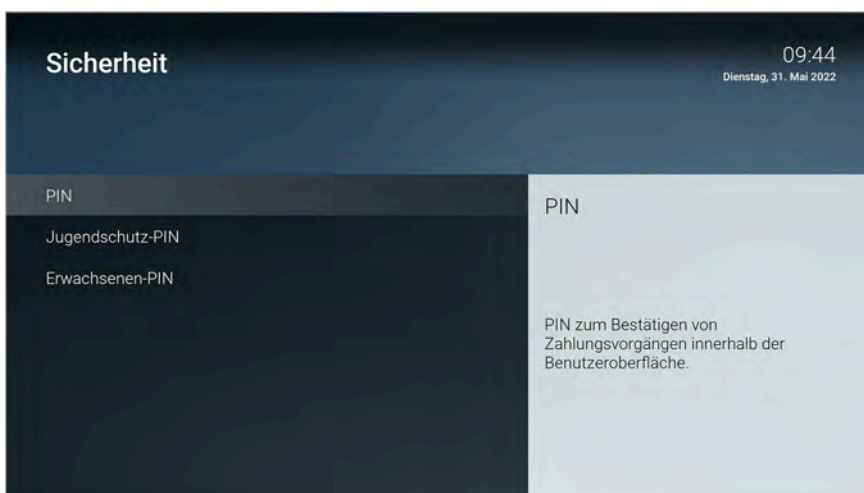 Sicherheit
09:44
Dienstag, 31. Mai 2022
PIN
Jugendschutz-PIN
Erwachsenen-PIN
PIN
PIN zum Bestätigen von
Zahlungsvorgängen innerhalb der
Benutzeroberfläche.